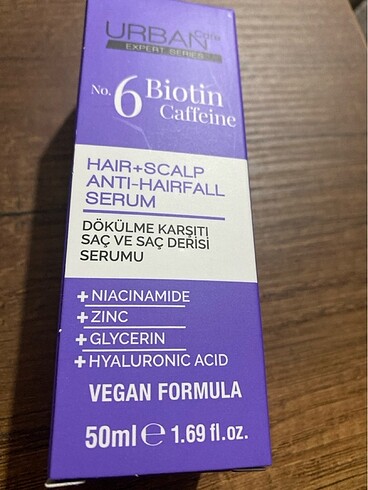 URBAN Care
EXPERT SERIES
No. 6 Biotin
Caffeine
HAIR+SCALP
ANTI-HAIRFALL
SERUM
DÖKÜLME KARŞITI
SAÇ VE SAÇ DERİSİ
SERUMU
+NIACINAMIDE
+ZINC
+GLYCERIN
+HYALURONIC ACID
VEGAN FORMULA
50ml ℮ 1.69 fl.oz.